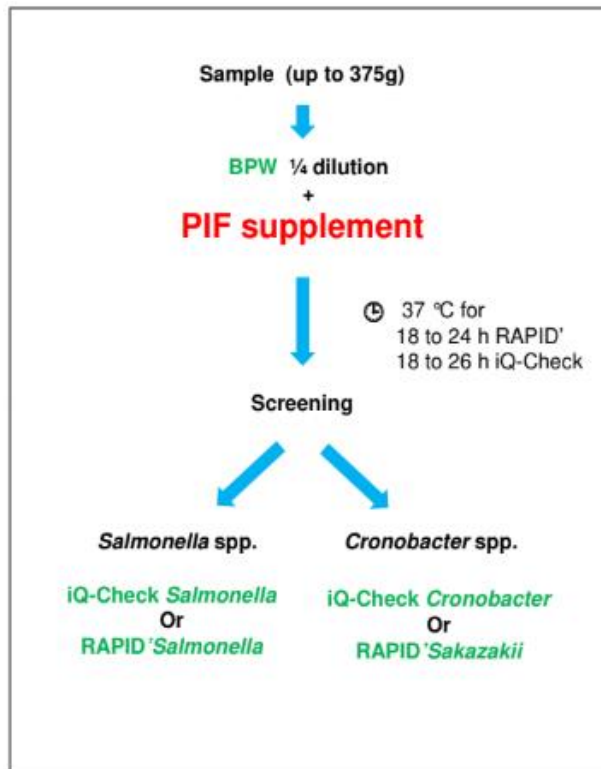 Sample (up to 375g)
BPW ¼ dilution
+
PIF supplement
37 °C for
18 to 24 h RAPID’
18 to 26 h iQ-Check
Screening
Salmonella spp.
Cronobacter spp.
iQ-Check Salmonella
Or
RAPID’Salmonella
iQ-Check Cronobacter
Or
RAPID’Sakazakii